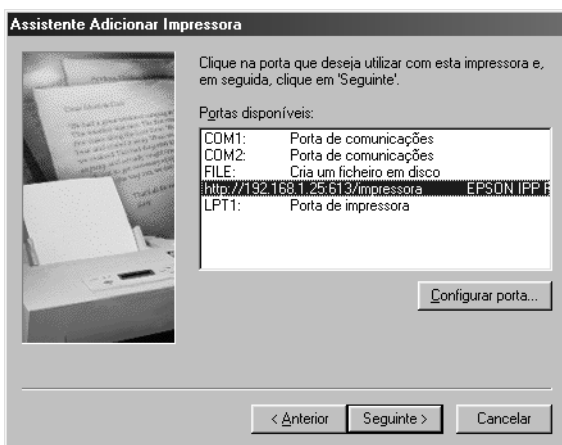 Assistente Adicionar Impressora
Clique na porta que deseja utilizar com esta impressora e,
em seguida, clique em 'Seguinte'.
Portas disponíveis:
COM1: Porta de comunicações
COM2: Porta de comunicações
FILE: Cria um ficheiro em disco
http://192.168.1.25:613/impressora EPSON IPP
LPT1: Porta de impressora
Configurar porta...
< Anterior Seguinte > Cancelar